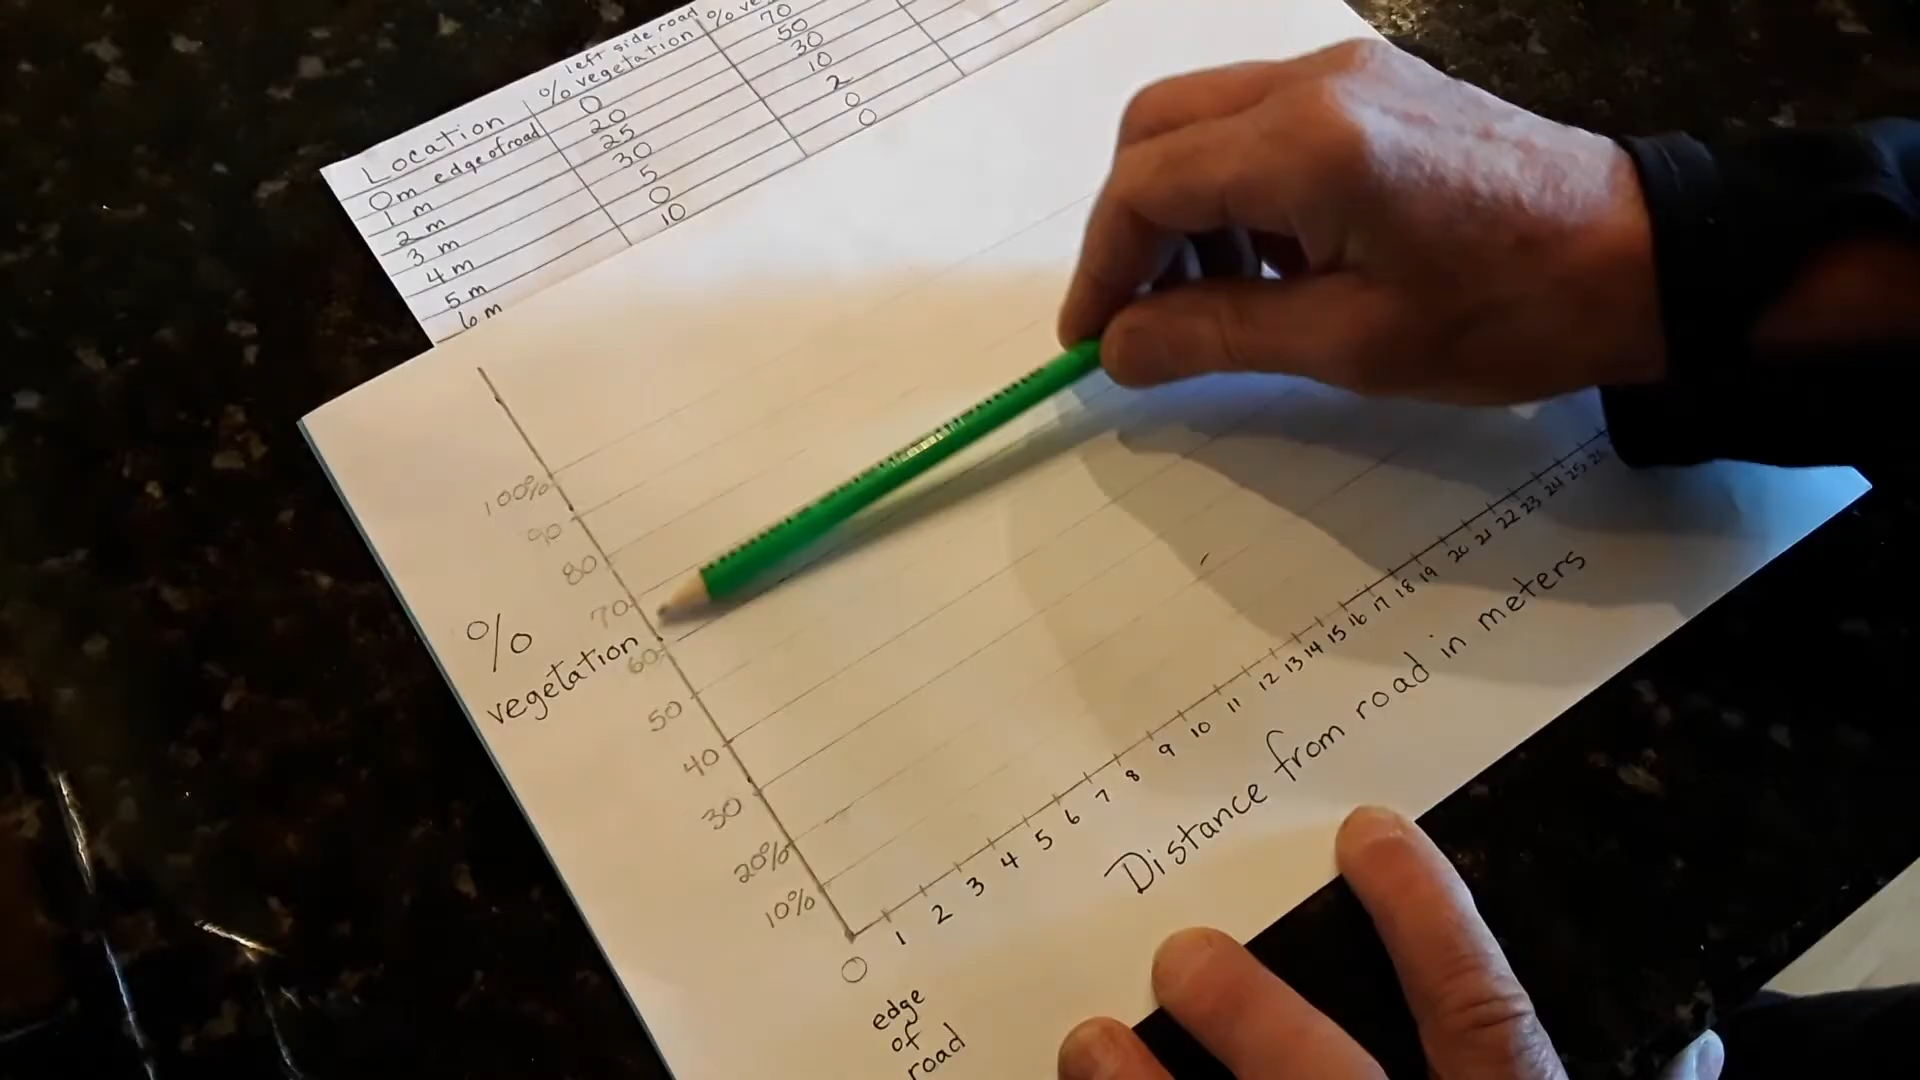 Location
% left side road
vegetation
% ve
0m edge of road
0
70
1 m
20
50
2 m
25
30
3 m
30
10
4 m
5
2
5 m
0
0
6 m
10
0
100%
90
80
70
60
50
40
30
20%
10%
%
vegetation
0
1 2 3 4 5 6 7 8 9 10 11 12 13 14 15 16 17 18 19 20 21 22 23 24 25 26
edge
of
road
Distance from road in meters